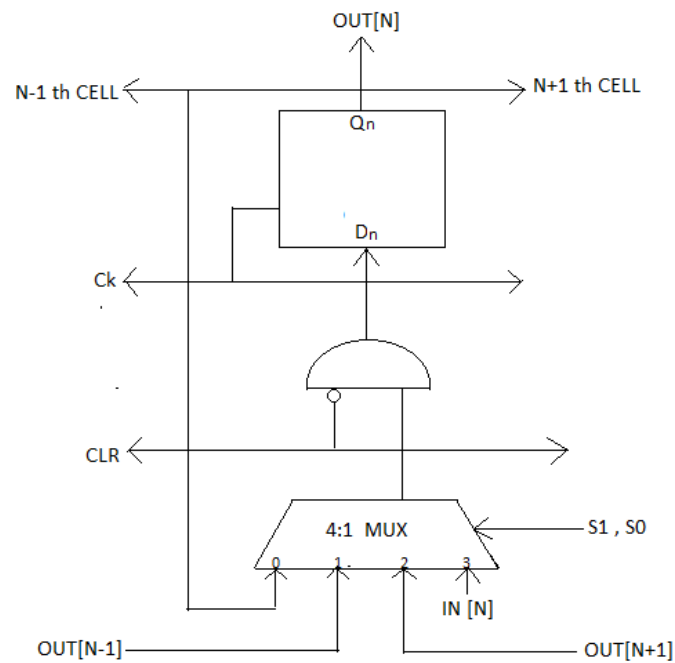 OUT[N]
N-1 th CELL
N+1 th CELL
Qn
Dn
Ck
CLR
4:1 MUX
S1 , S0
0 1 2 3
IN [N]
OUT[N-1]
OUT[N+1]